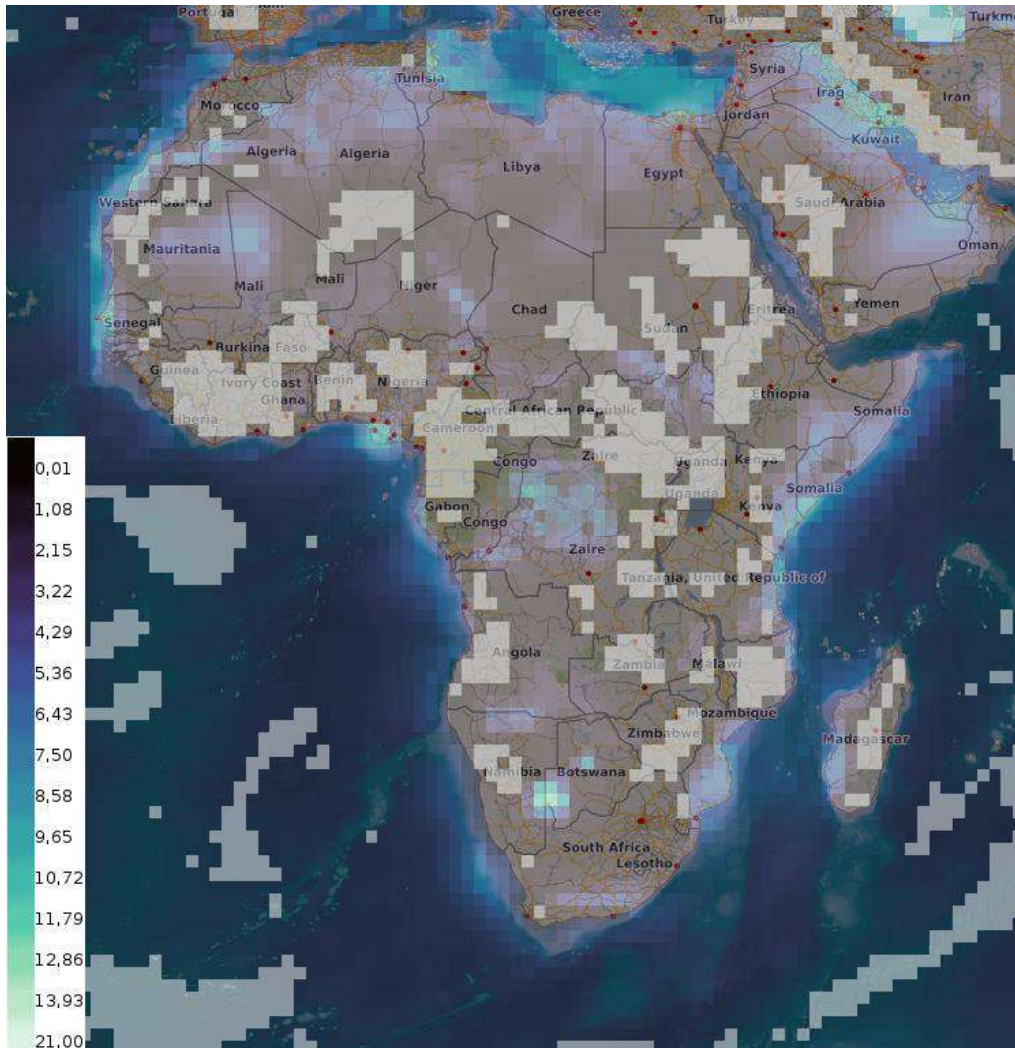 Portugal
Spain
Greece
Turkey
Turkme
Tunisia
Syria
Iraq
Iran
Morocco
Jordan
Kuwait
Algeria
Algeria
Libya
Egypt
Western Sahara
Saudi Arabia
Mauritania
Oman
Mali
Mali
Niger
Chad
Sudan
Eritrea
Yemen
Senegal
Burkina Faso
Guinea
Ivory Coast
Benin
Nigeria
Ghana
Ethiopia
Liberia
Central African Republic
Somalia
Cameroon
Congo
Zaire
Uganda
Kenya
Uganda
Somalia
Gabon
Kenya
Congo
Zaire
Tanzania, United Republic of
Angola
Zambia
Malawi
Mozambique
Zimbabwe
Madagascar
Namibia
Botswana
South Africa
Lesotho
0,01
1,08
2,15
3,22
4,29
5,36
6,43
7,50
8,58
9,65
10,72
11,79
12,86
13,93
21,00